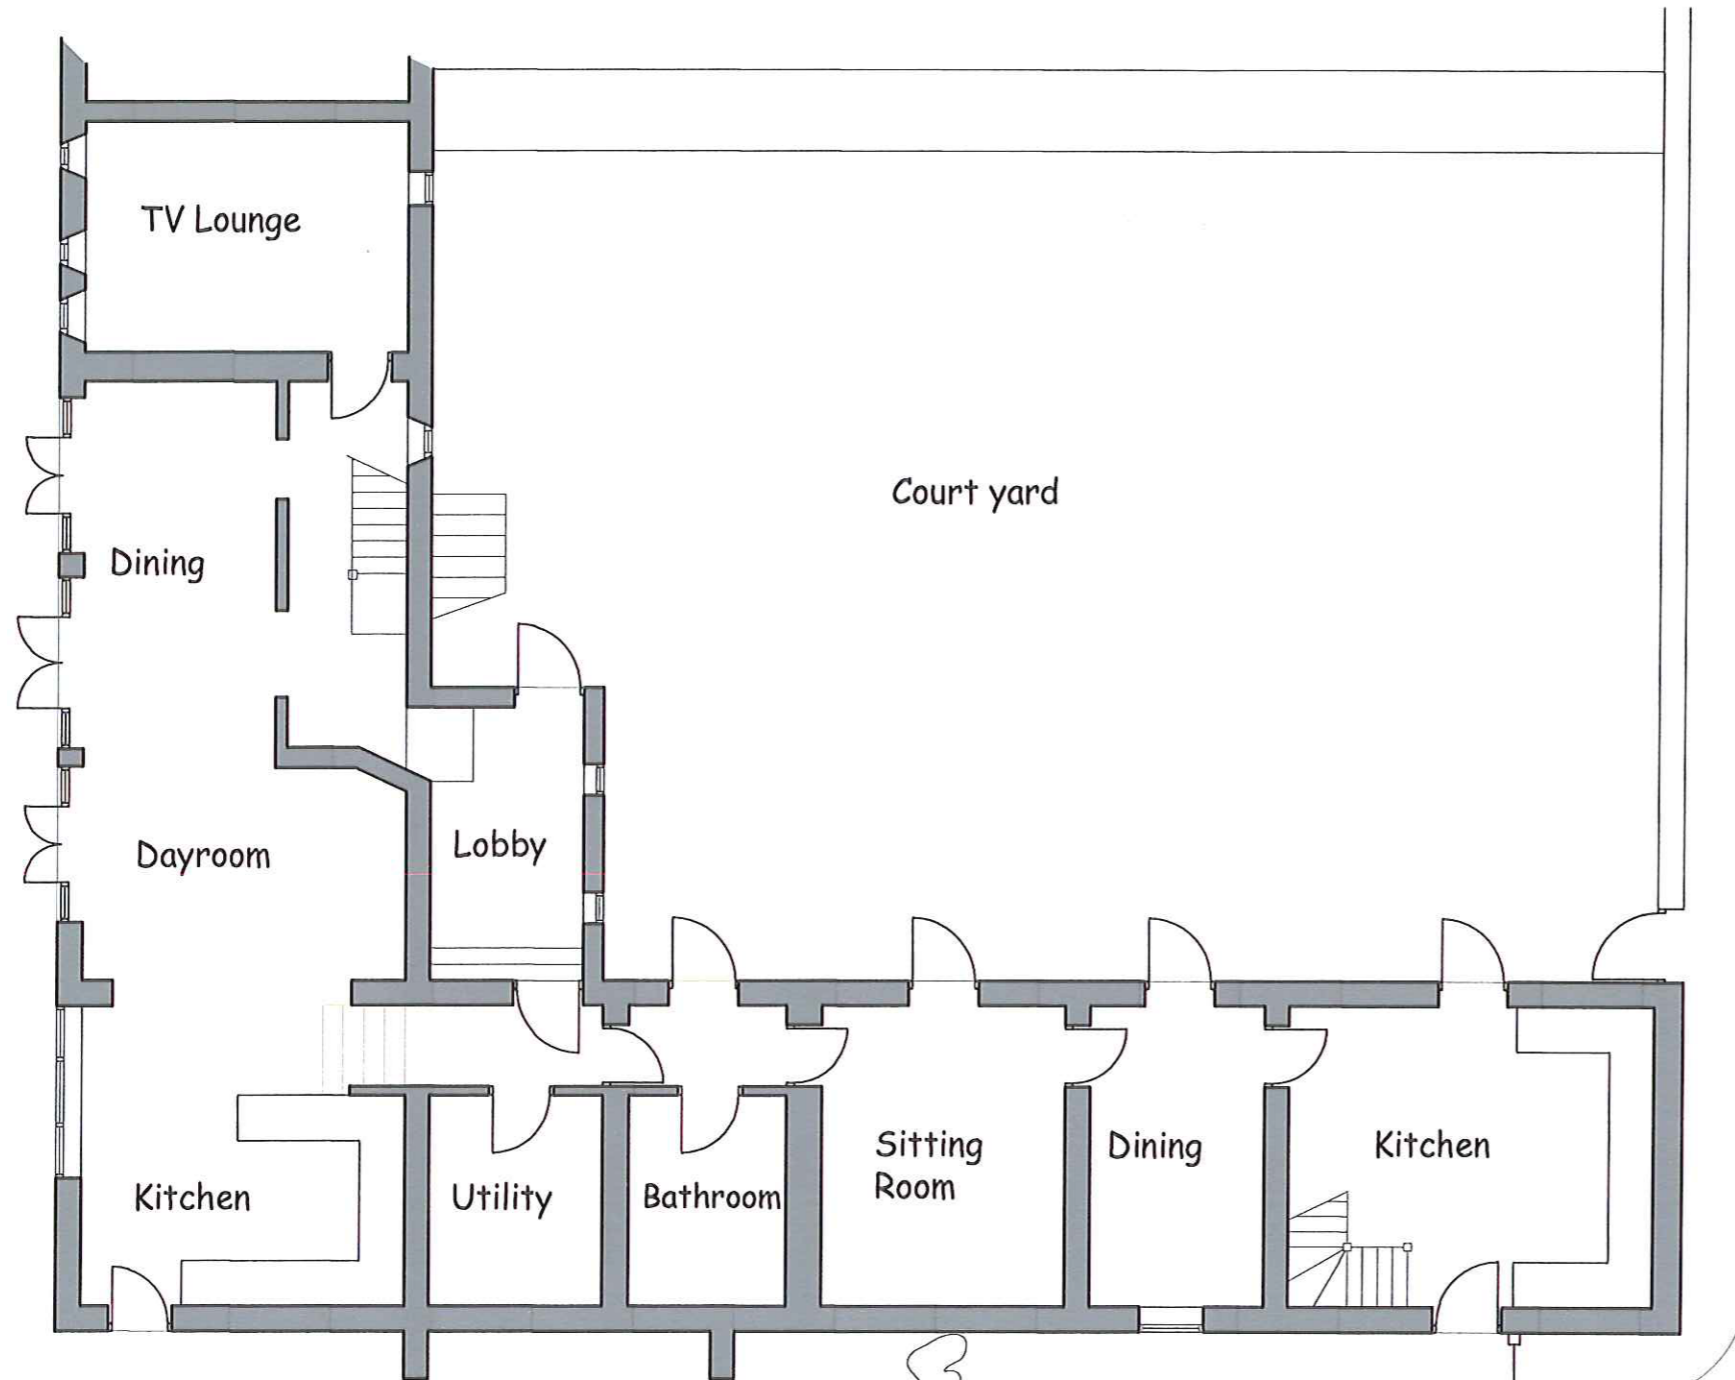 TV Lounge
Court yard
Dining
Dayroom
Lobby
Kitchen
Utility
Bathroom
Sitting
Room
Dining
Kitchen